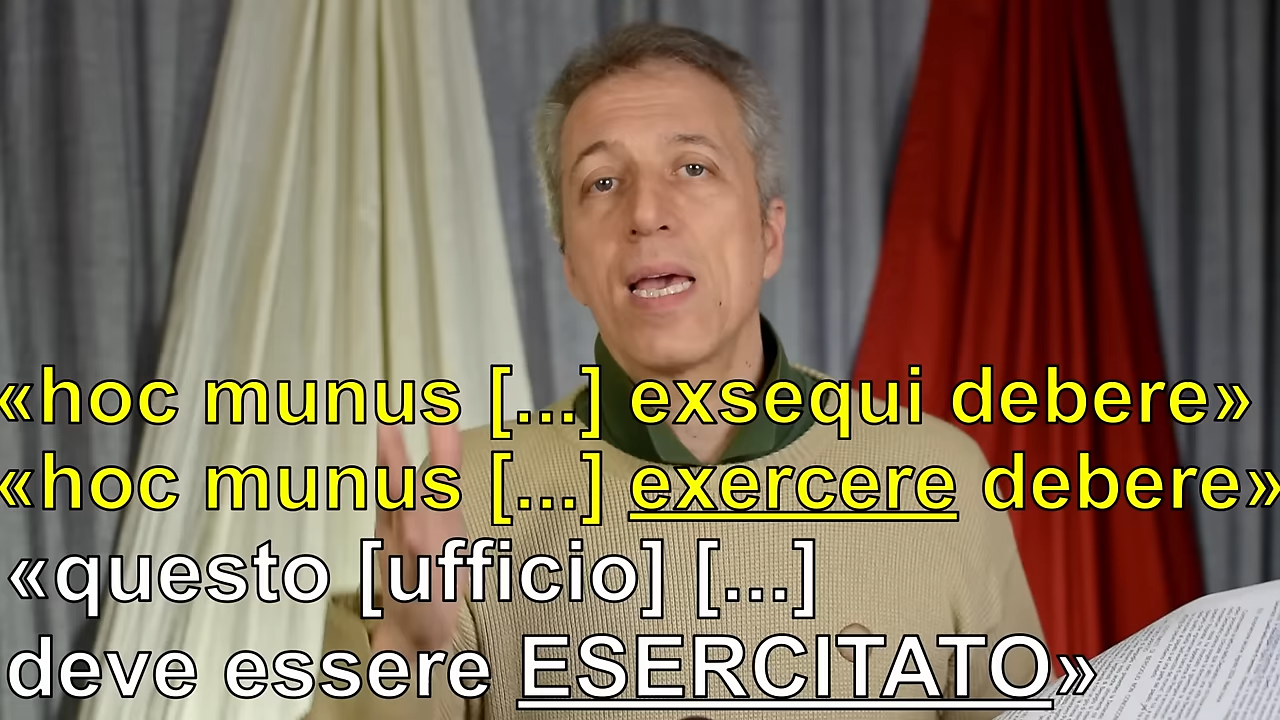 «hoc munus [...] exsequi debere»
«hoc munus [...] exercere debere»
«questo [ufficio] [...]
deve essere ESERCITATO»